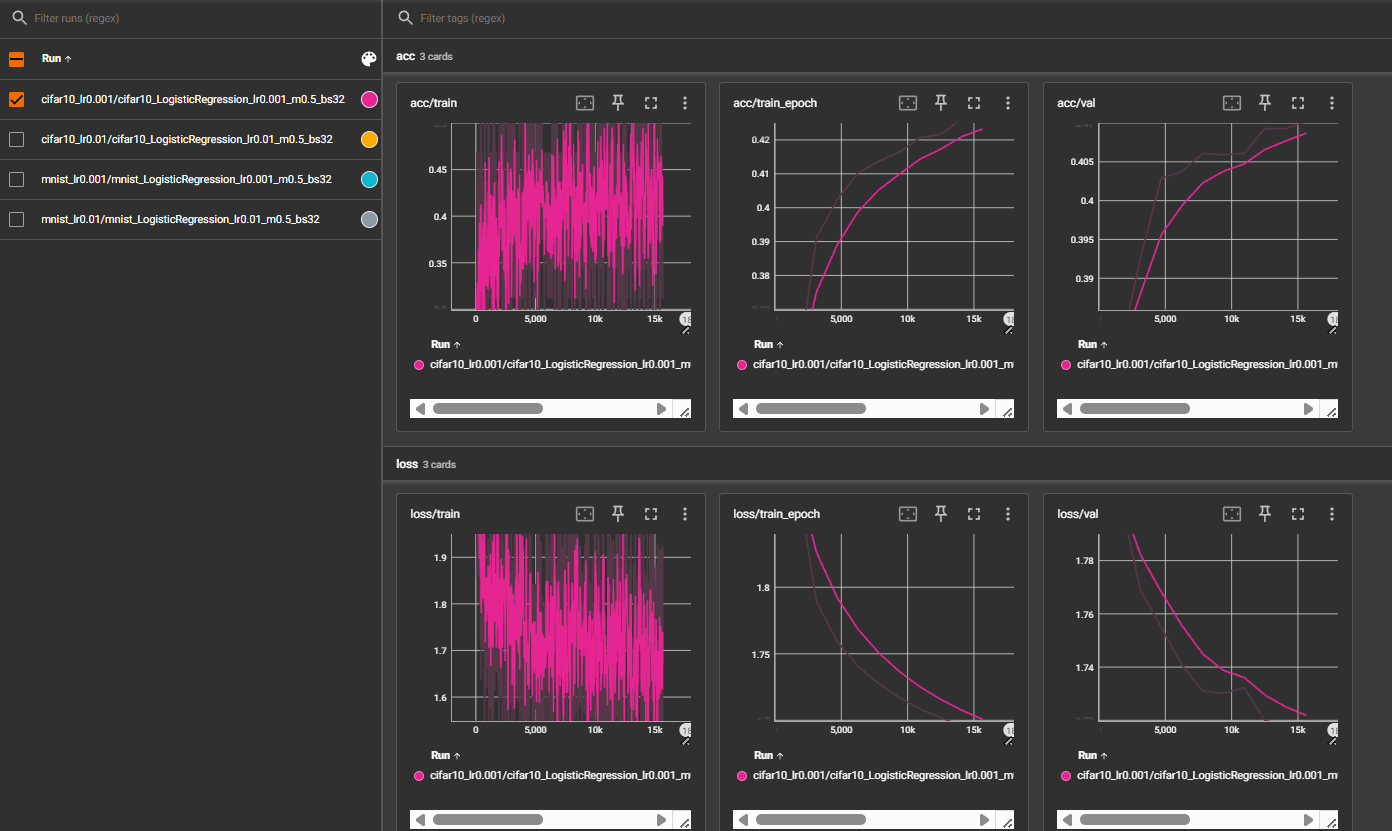 Filter runs (regex)
Filter tags (regex)
Run
cifar10_lr0.001/cifar10_LogisticRegression_lr0.001_m0.5_bs32
cifar10_lr0.01/cifar10_LogisticRegression_lr0.01_m0.5_bs32
mnist_lr0.001/mnist_LogisticRegression_lr0.001_m0.5_bs32
mnist_lr0.01/mnist_LogisticRegression_lr0.01_m0.5_bs32
acc 3 cards
acc/train
0.45
0.4
0.35
0 5,000 10k 15k
Run
cifar10_lr0.001/cifar10_LogisticRegression_lr0.001_m
acc/train_epoch
0.42
0.41
0.4
0.39
0.38
5,000 10k
Run
cifar10_lr0.001/cifar10_LogisticRegression_lr0.001_m
acc/val
0.405
0.4
0.395
0.39
5,000 10k 15k
Run
cifar10_lr0.001/cifar10_LogisticRegression_lr0.001_m
loss 3 cards
loss/train
1.9
1.8
1.7
1.6
0 5,000 10k 15k
Run
cifar10_lr0.001/cifar10_LogisticRegression_lr0.001_m
loss/train_epoch
1.8
1.75
5,000 10k
Run
cifar10_lr0.001/cifar10_LogisticRegression_lr0.001_m
loss/val
1.78
1.76
1.74
5,000 10k 15k
Run
cifar10_lr0.001/cifar10_LogisticRegression_lr0.001_m